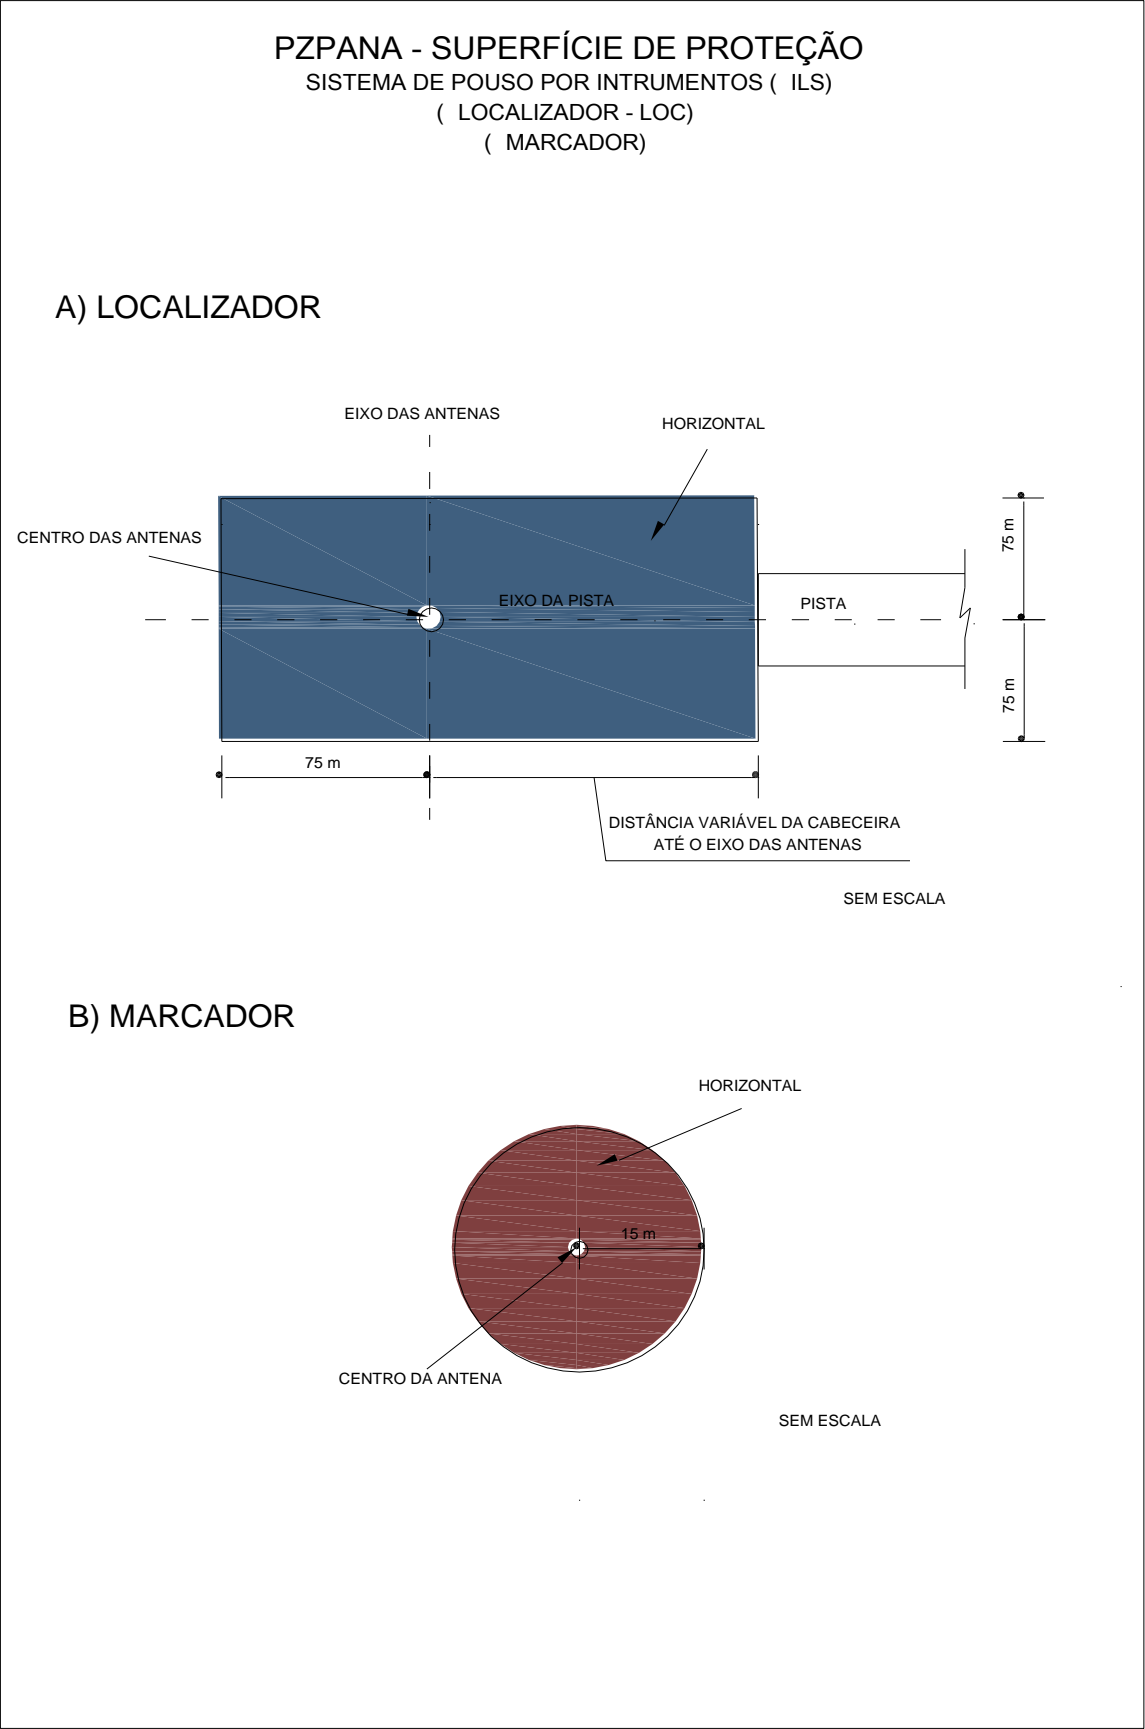 PZPANA - SUPERFÍCIE DE PROTEÇÃO
SISTEMA DE POUSO POR INTRUMENTOS ( ILS)
( LOCALIZADOR - LOC)
( MARCADOR)
A) LOCALIZADOR
EIXO DAS ANTENAS
HORIZONTAL
CENTRO DAS ANTENAS
75 m
EIXO DA PISTA
PISTA
75 m
75 m
DISTÂNCIA VARIÁVEL DA CABECEIRA
ATÉ O EIXO DAS ANTENAS
SEM ESCALA
B) MARCADOR
HORIZONTAL
15 m
CENTRO DA ANTENA
SEM ESCALA